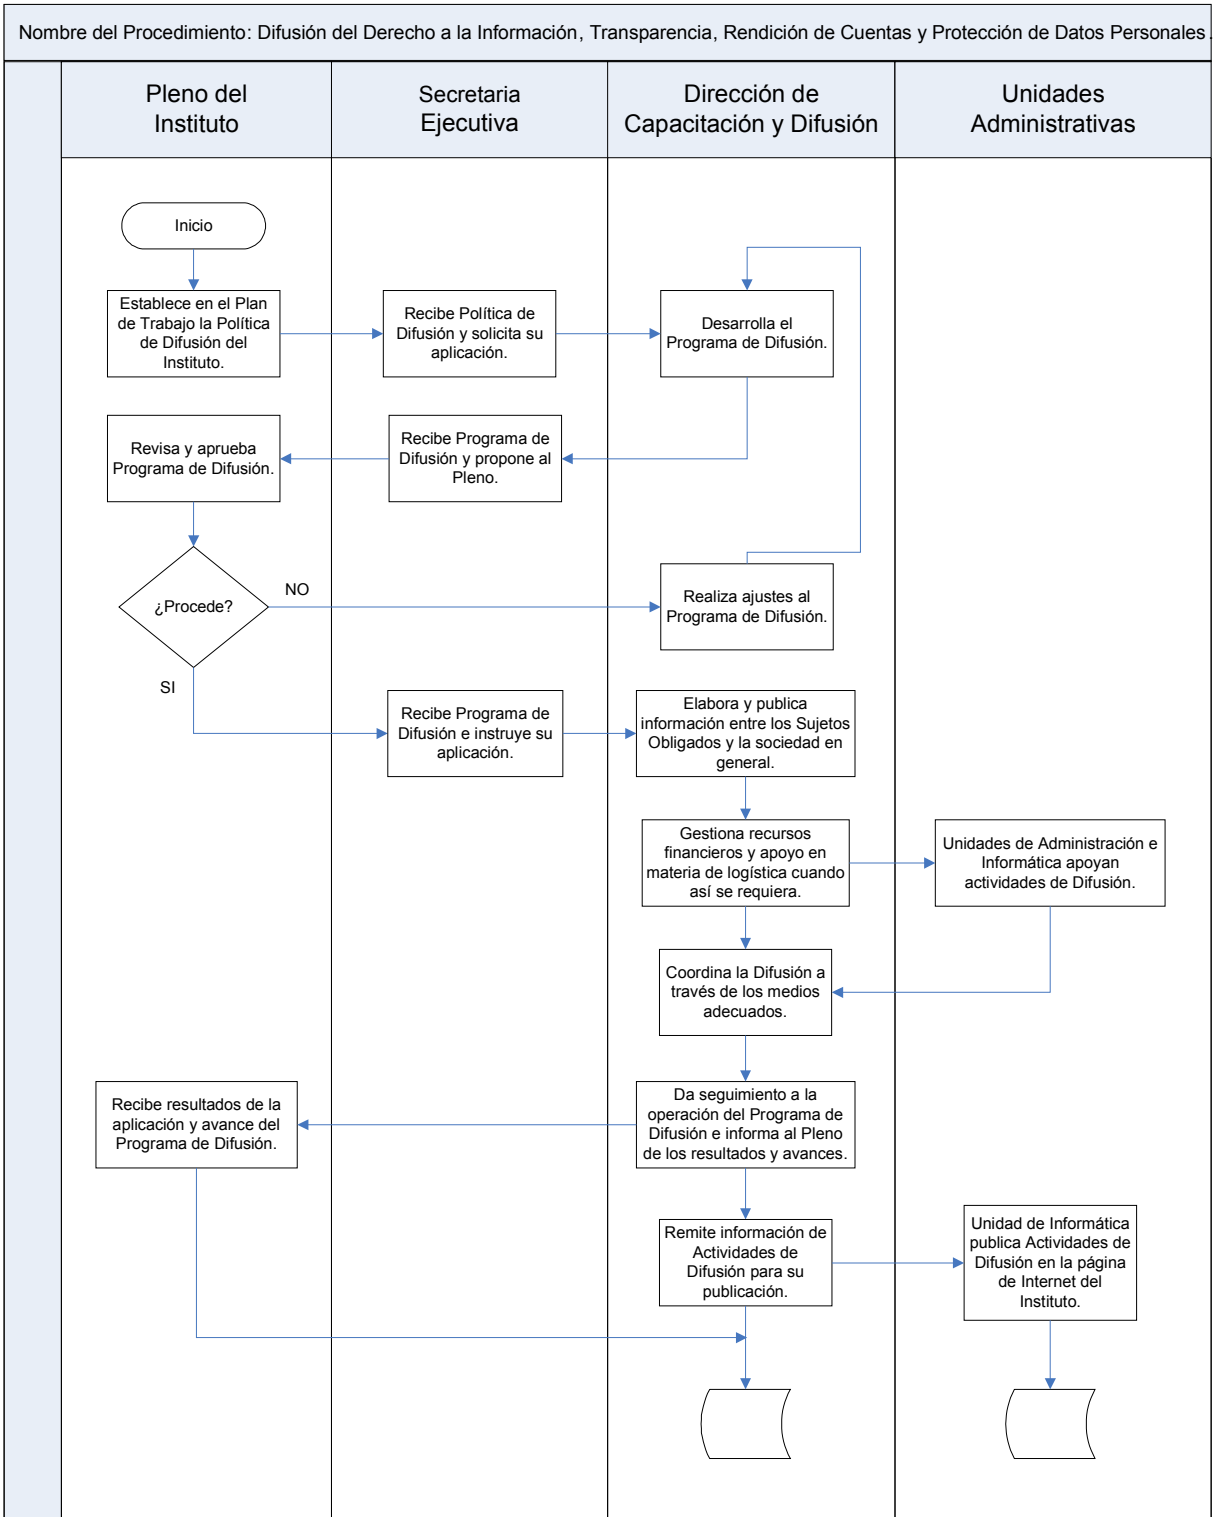 Nombre del Procedimiento: Difusión del Derecho a la Información, Transparencia, Rendición de Cuentas y Protección de Datos Personales.
Pleno del
Instituto
Secretaria
Ejecutiva
Dirección de
Capacitación y Difusión
Unidades
Administrativas
Inicio
Establece en el Plan
de Trabajo la Política
de Difusión del
Instituto.
Recibe Política de
Difusión y solicita su
aplicación.
Desarrolla el
Programa de Difusión.
Revisa y aprueba
Programa de Difusión.
Recibe Programa de
Difusión y propone al
Pleno.
¿Procede?
NO
Realiza ajustes al
Programa de Difusión.
SI
Recibe Programa de
Difusión e instruye su
aplicación.
Elabora y publica
información entre los Sujetos
Obligados y la sociedad en
general.
Gestiona recursos
financieros y apoyo en
materia de logística cuando
así se requiera.
Unidades de Administración e
Informática apoyan
actividades de Difusión.
Coordina la Difusión a
través de los medios
adecuados.
Recibe resultados de la
aplicación y avance del
Programa de Difusión.
Da seguimiento a la
operación del Programa de
Difusión e informa al Pleno
de los resultados y avances.
Remite información de
Actividades de
Difusión para su
publicación.
Unidad de Informática
publica Actividades de
Difusión en la página
de Internet del
Instituto.